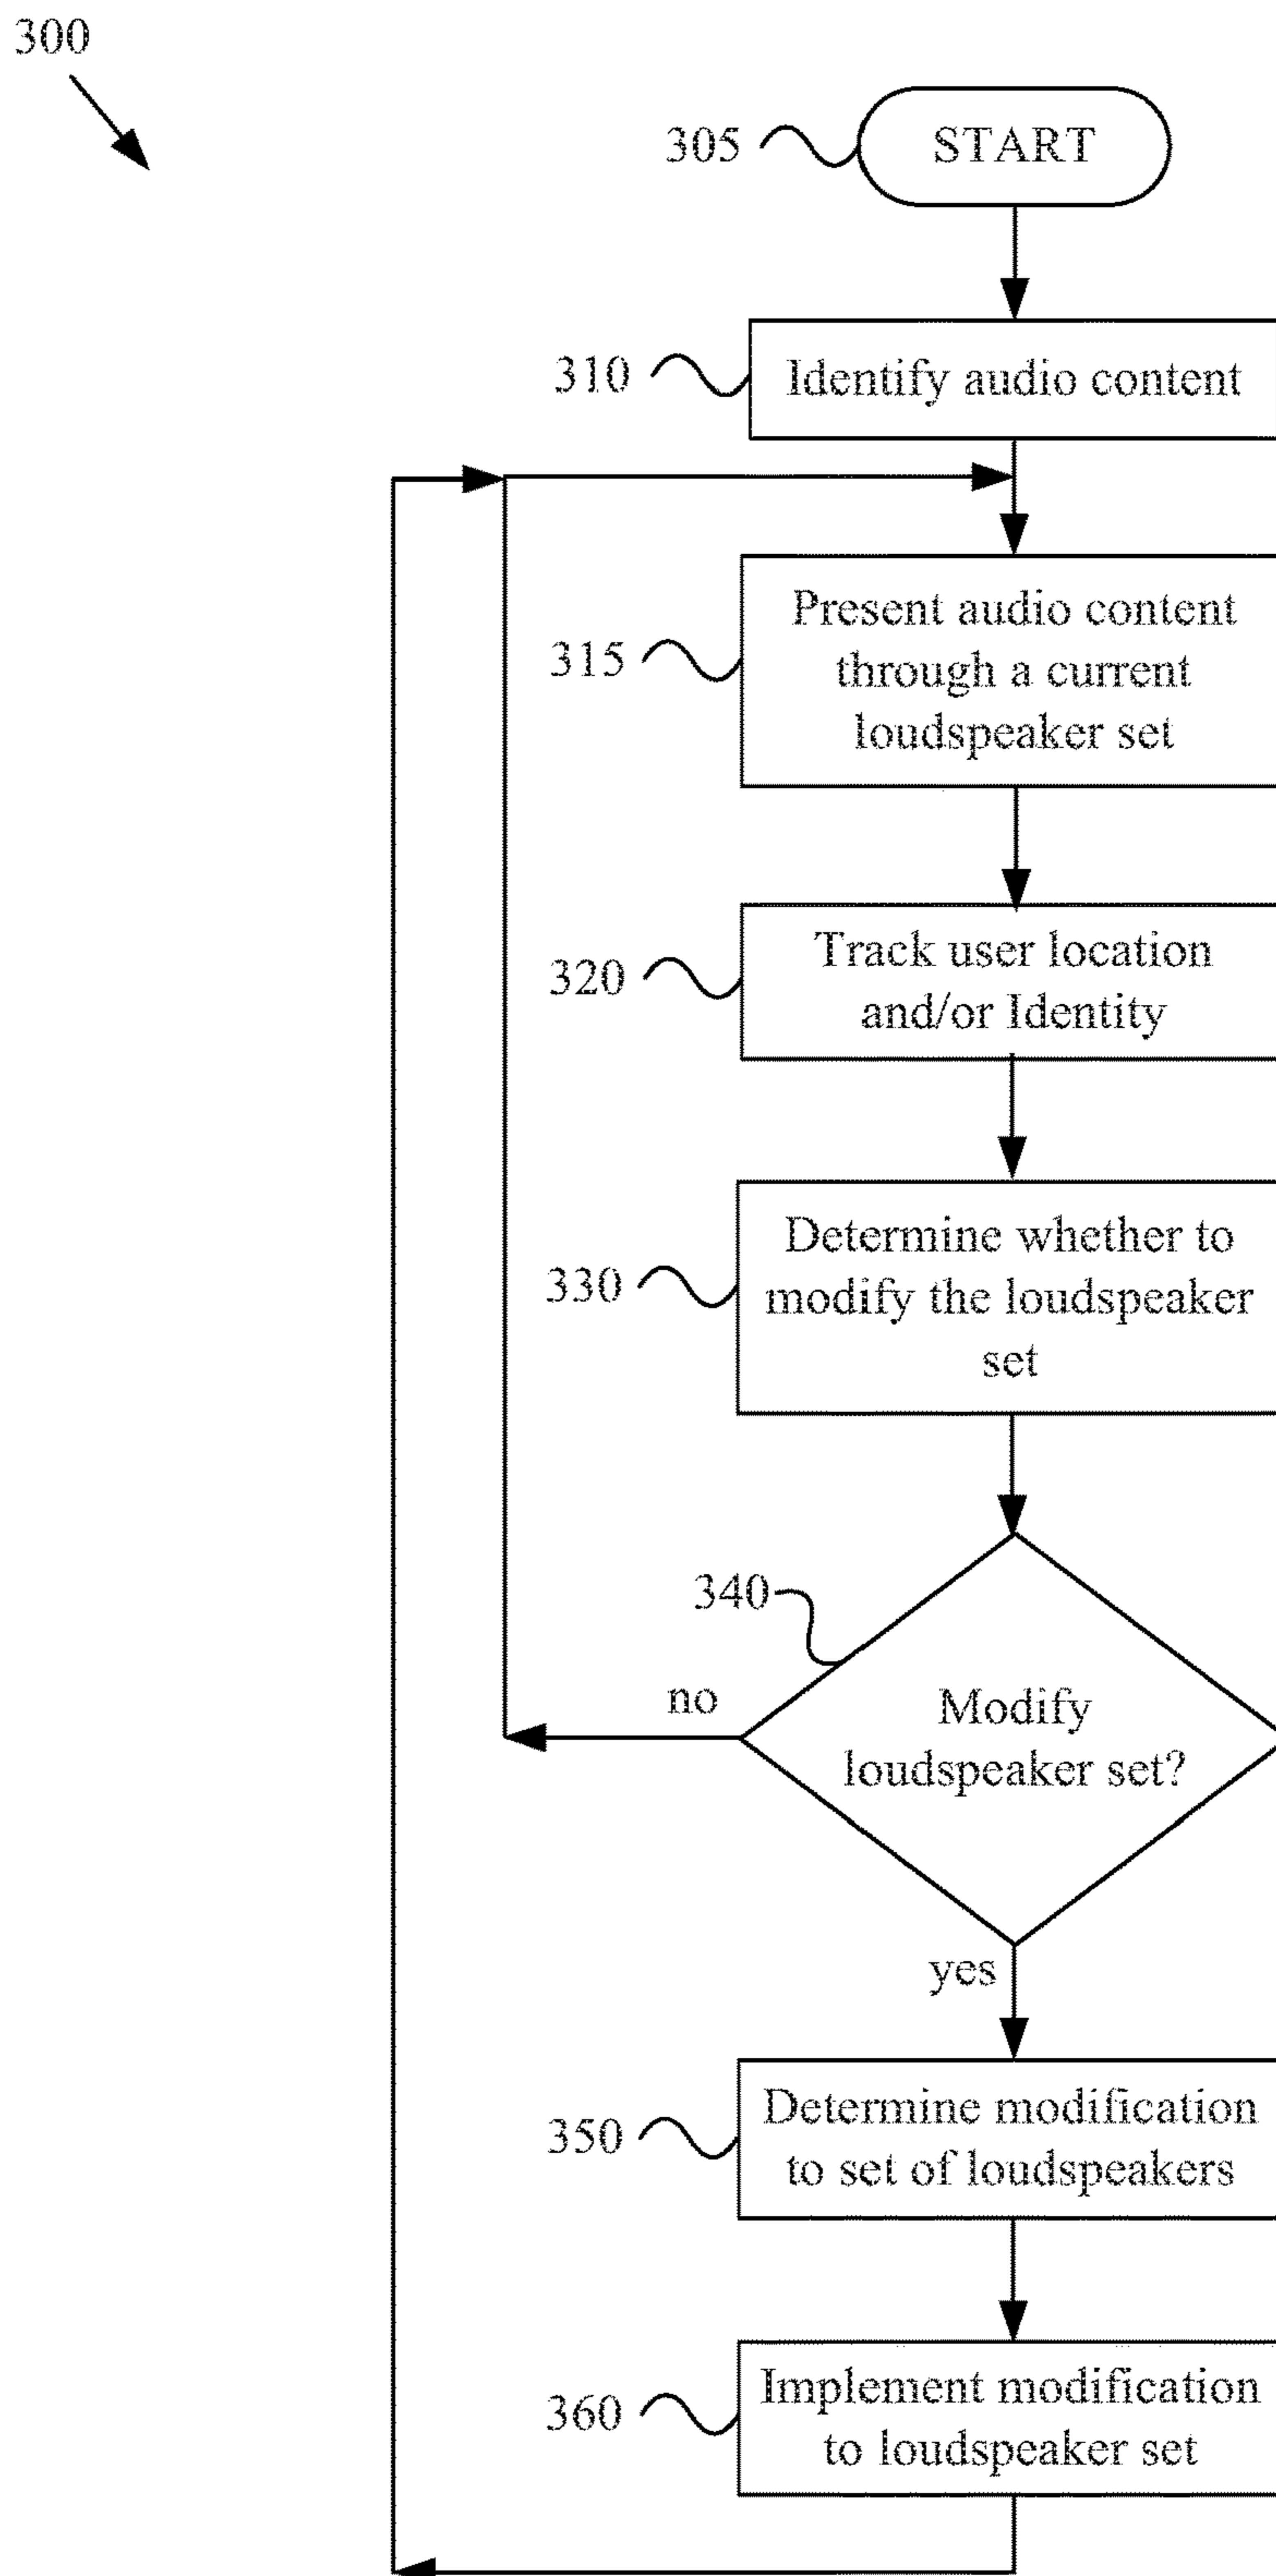 300
305
START
310
Identify audio content
315
Present audio content
through a current
loudspeaker set
320
Track user location
and/or Identity
330
Determine whether to
modify the loudspeaker
set
340
no
Modify
loudspeaker set?
yes
350
Determine modification
to set of loudspeakers
360
Implement modification
to loudspeaker set